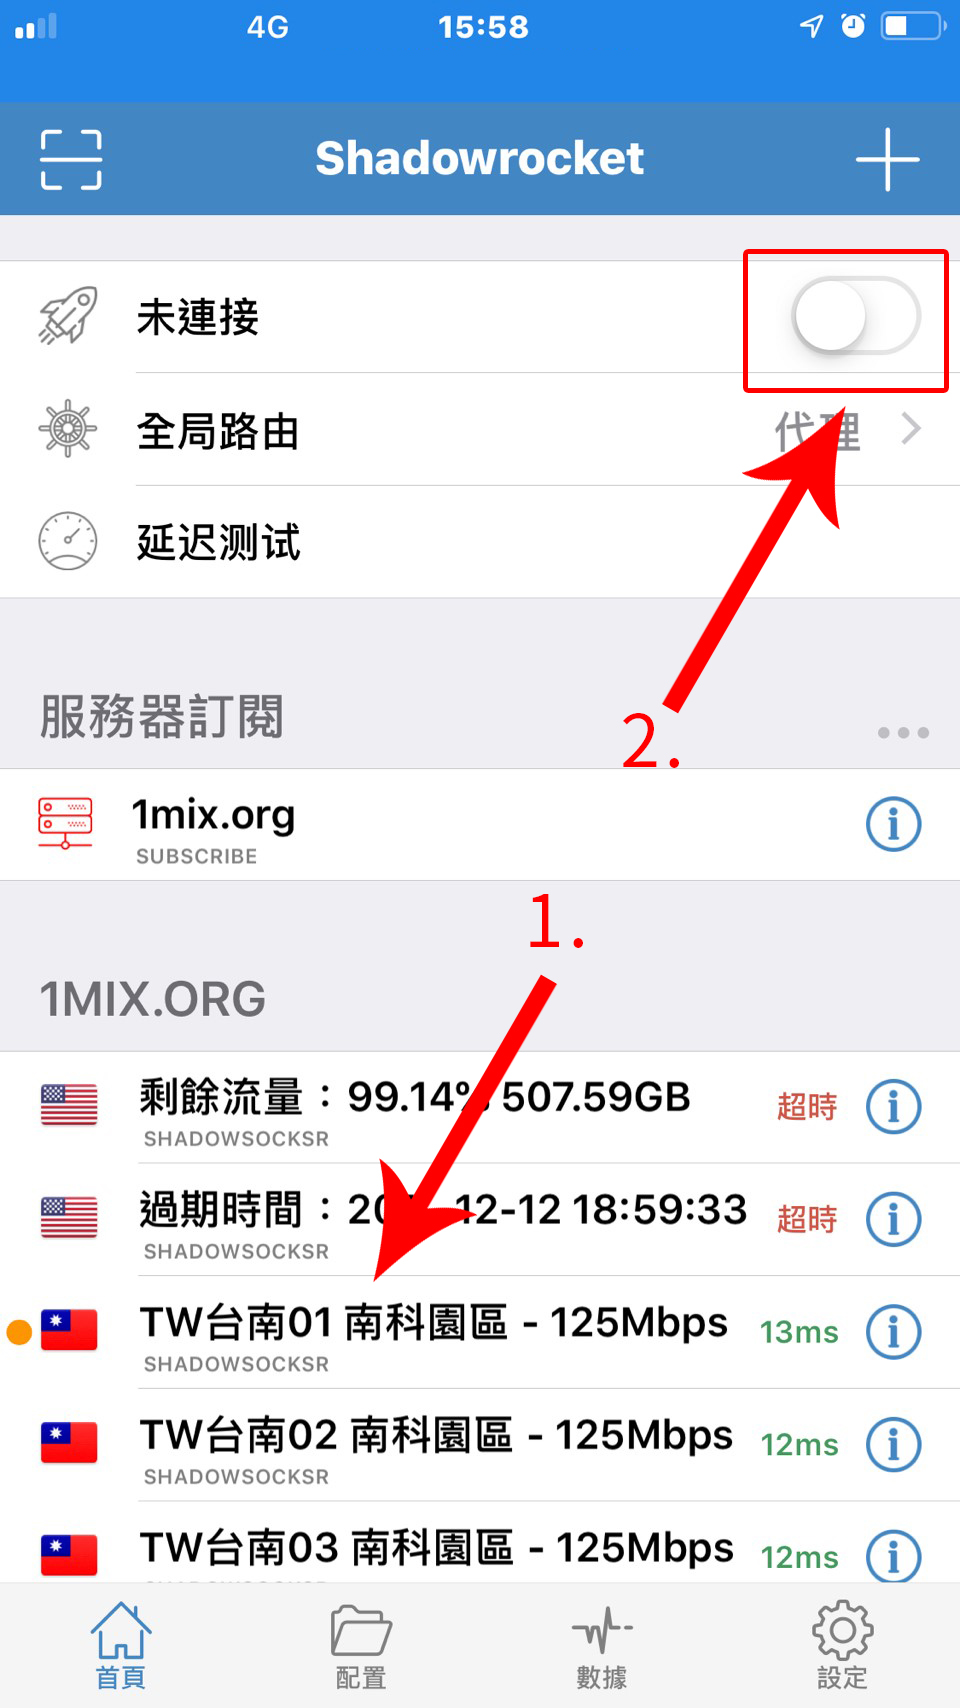 4G 15:58
Shadowrocket
未連接
全局路由 代理
延迟测试
服務器訂閱
2.
1mix.org
SUBSCRIBE
1.
1MIX.ORG
剩餘流量：99.14% 507.59GB 超時
SHADOWSOCKSR
過期時間：20 12-12 18:59:33 超時
SHADOWSOCKSR
TW台南01 南科園區 - 125Mbps 13ms
SHADOWSOCKSR
TW台南02 南科園區 - 125Mbps 12ms
SHADOWSOCKSR
TW台南03 南科園區 - 125Mbps 12ms
首頁 配置 數據 設定